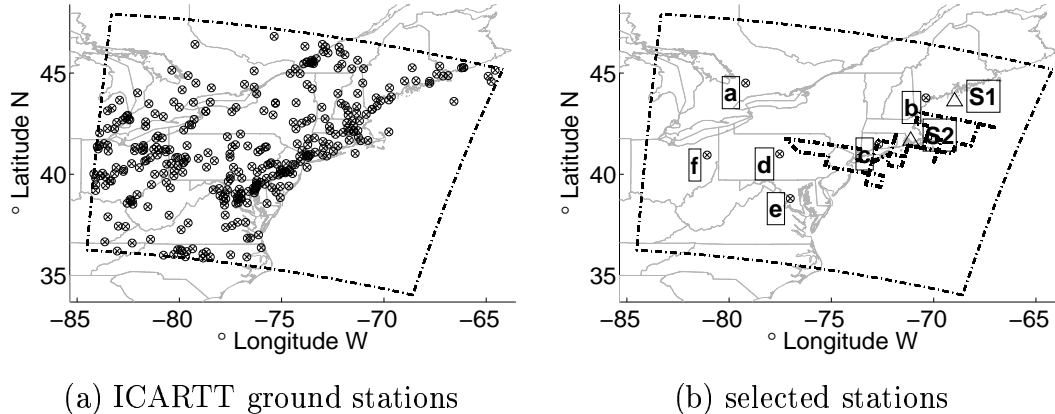 45
40
35
° Latitude N
−85 −80 −75 −70 −65
° Longitude W
(a) ICARTT ground stations
45
40
35
° Latitude N
−85 −80 −75 −70 −65
° Longitude W
a
b
S1
S2
c
f
d
e
(b) selected stations